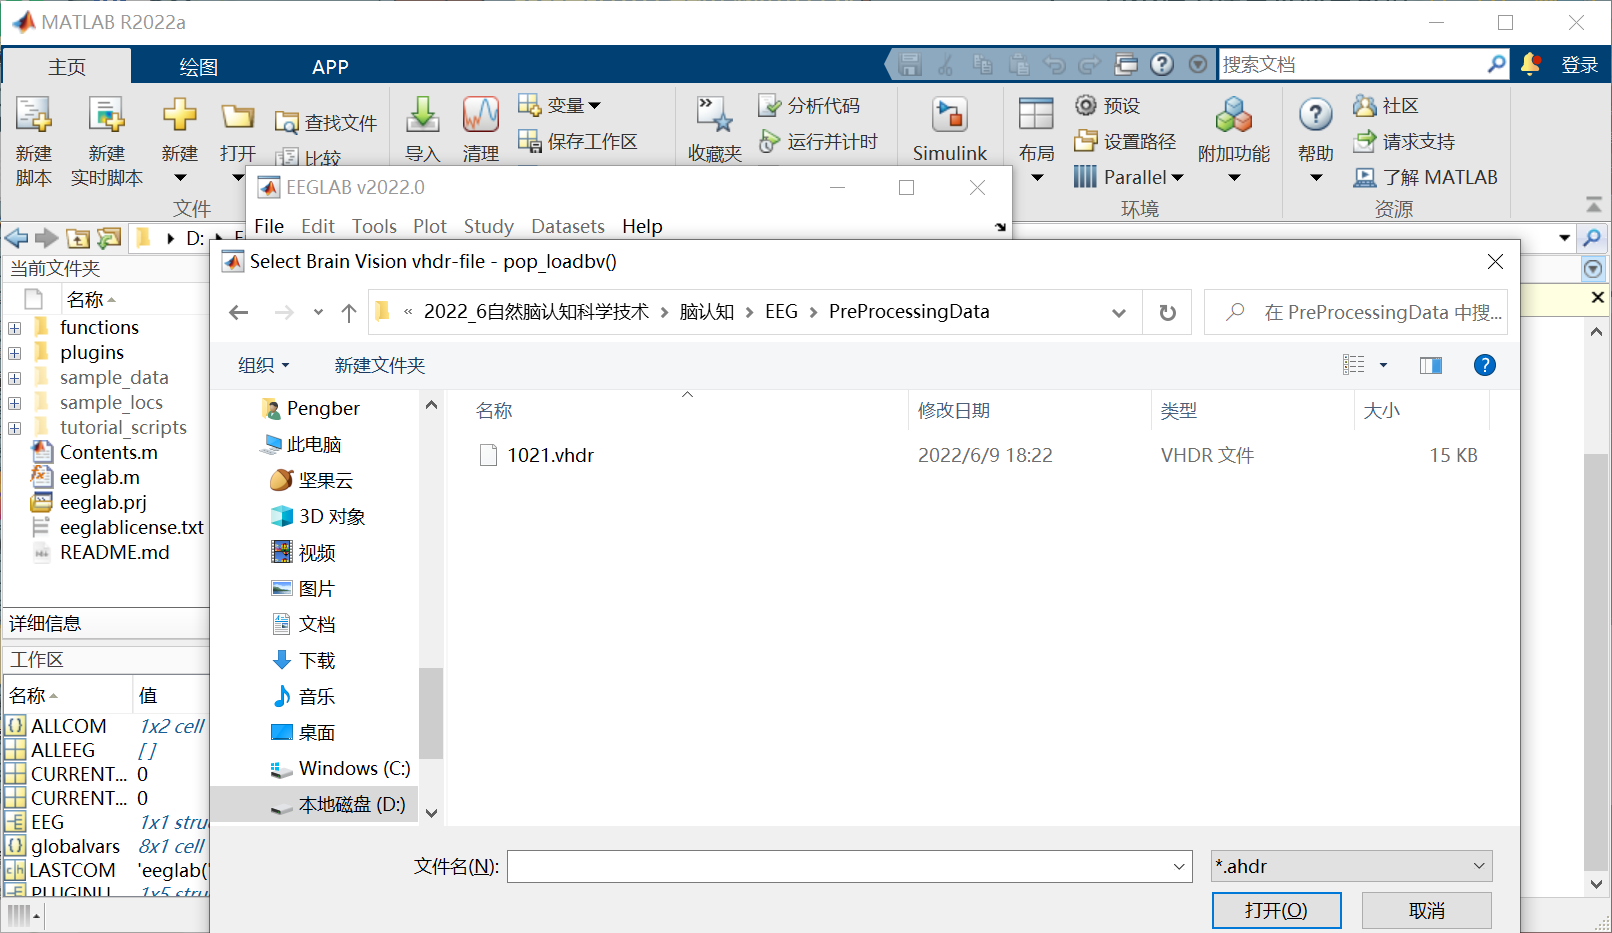 MATLAB R2022a
主页
绘图
APP
搜索文档
登录
新建
脚本
新建
实时脚本
新建
打开
查找文件
比较
导入
清理
变量
保存工作区
收藏夹
分析代码
运行并计时
Simulink
布局
预设
设置路径
Parallel
附加功能
帮助
社区
请求支持
了解 MATLAB
文件
环境
资源
EEGLAB v2022.0
File Edit Tools Plot Study Datasets Help
D:
当前文件夹
名称
functions
plugins
sample_data
sample_locs
tutorial_scripts
Contents.m
eeglab.m
eeglab.prj
eeglablicense.txt
README.md
详细信息
工作区
名称 值
ALLCOM 1x2 cell
ALLEEG []
CURRENT... 0
CURRENT... 0
EEG 1x1 stru
globalvars 8x1 cell
LASTCOM 'eeglab('
PLUGINLI 1x5 stru
Select Brain Vision vhdr-file - pop_loadbv()
« 2022_6自然脑认知科学技术 › 脑认知 › EEG › PreProcessingData
在 PreProcessingData 中搜...
组织
新建文件夹
Pengber
此电脑
坚果云
3D 对象
视频
图片
文档
下载
音乐
桌面
Windows (C:)
本地磁盘 (D:)
名称 修改日期 类型 大小
1021.vhdr 2022/6/9 18:22 VHDR 文件 15 KB
文件名(N):
*.ahdr
打开(O)
取消